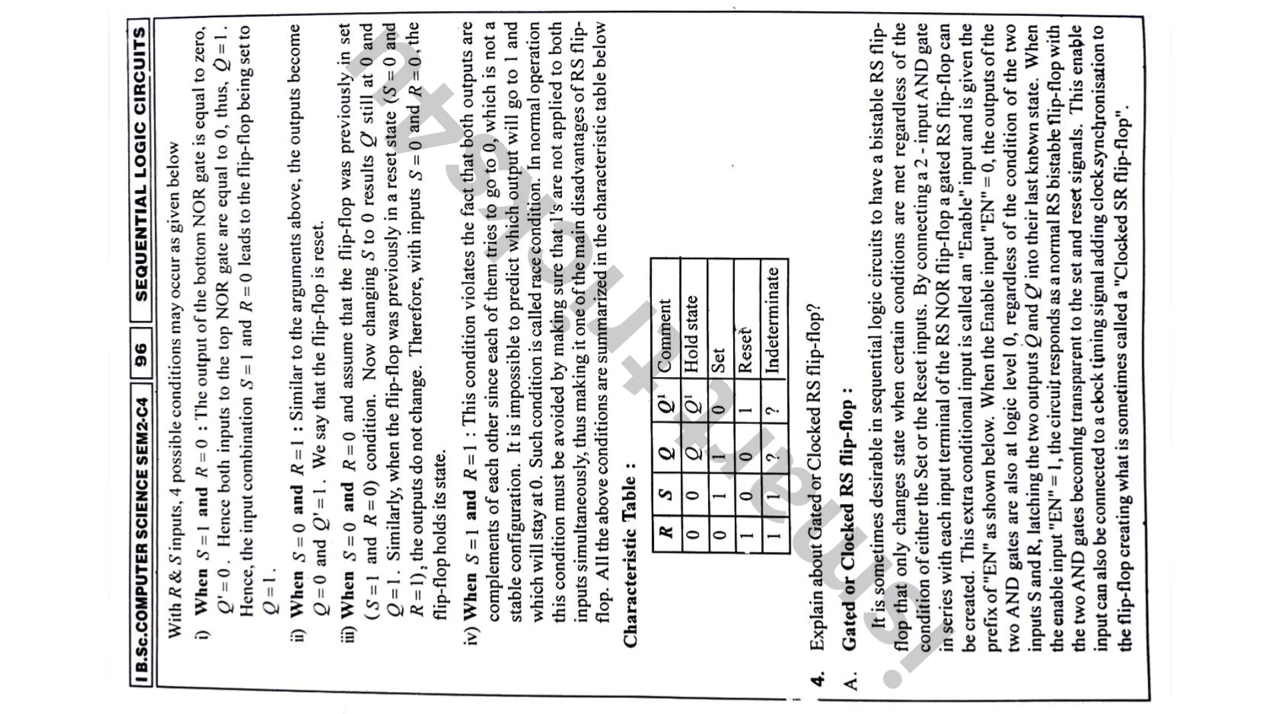 I B.Sc.COMPUTER SCIENCE SEM2-C4 96 SEQUENTIAL LOGIC CIRCUITS
With R & S inputs, 4 possible conditions may occur as given below
i) When S = 1 and R = 0 : The output of the bottom NOR gate is equal to zero,
Q' = 0 . Hence both inputs to the top NOR gate are equal to 0, thus, Q = 1 .
Hence, the input combination S = 1 and R = 0 leads to the flip-flop being set to
Q = 1 .
ii) When S = 0 and R = 1 : Similar to the arguments above, the outputs become
Q = 0 and Q' = 1 . We say that the flip-flop is reset.
iii) When S = 0 and R = 0 and assume that the flip-flop was previously in set
(S = 1 and R = 0) condition. Now changing S to 0 results Q' still at 0 and
Q = 1 . Similarly, when the flip-flop was previously in a reset state (S = 0 and
R = 1), the outputs do not change. Therefore, with inputs S = 0 and R = 0 , the
flip-flop holds its state.
iv) When S = 1 and R = 1 : This condition violates the fact that both outputs are
complements of each other since each of them tries to go to 0 , which is not a
stable configuration. It is impossible to predict which output will go to 1 and
which will stay at 0. Such condition is called race condition. In normal operation
this condition must be avoided by making sure that 1's are not applied to both
inputs simultaneously, thus making it one of the main disadvantages of RS flip-
flop. All the above conditions are summarized in the characteristic table below
Characteristic Table :
R S Q Q' Comment
0 0 Q Q' Hold state
0 1 1 0 Set
1 0 0 1 Reset
1 1 ? ? Indeterminate
4. Explain about Gated or Clocked RS flip-flop?
A. Gated or Clocked RS flip-flop :
It is sometimes desirable in sequential logic circuits to have a bistable RS flip-
flop that only changes state when certain conditions are met regardless of the
condition of either the Set or the Reset inputs. By connecting a 2 - input AND gate
in series with each input terminal of the RS NOR flip-flop a gated RS flip-flop can
be created. This extra conditional input is called an "Enable" input and is given the
prefix of "EN" as shown below. When the Enable input "EN" = 0, the outputs of the
two AND gates are also at logic level 0, regardless of the condition of the two
inputs S and R, latching the two outputs Q and Q' into their last known state. When
the enable input "EN" = 1, the circuit responds as a normal RS bistable flip-flop with
the two AND gates becoming transparent to the set and reset signals. This enable
input can also be connected to a clock timing signal adding clock synchronisation to
the flip-flop creating what is sometimes called a "Clocked SR flip-flop".